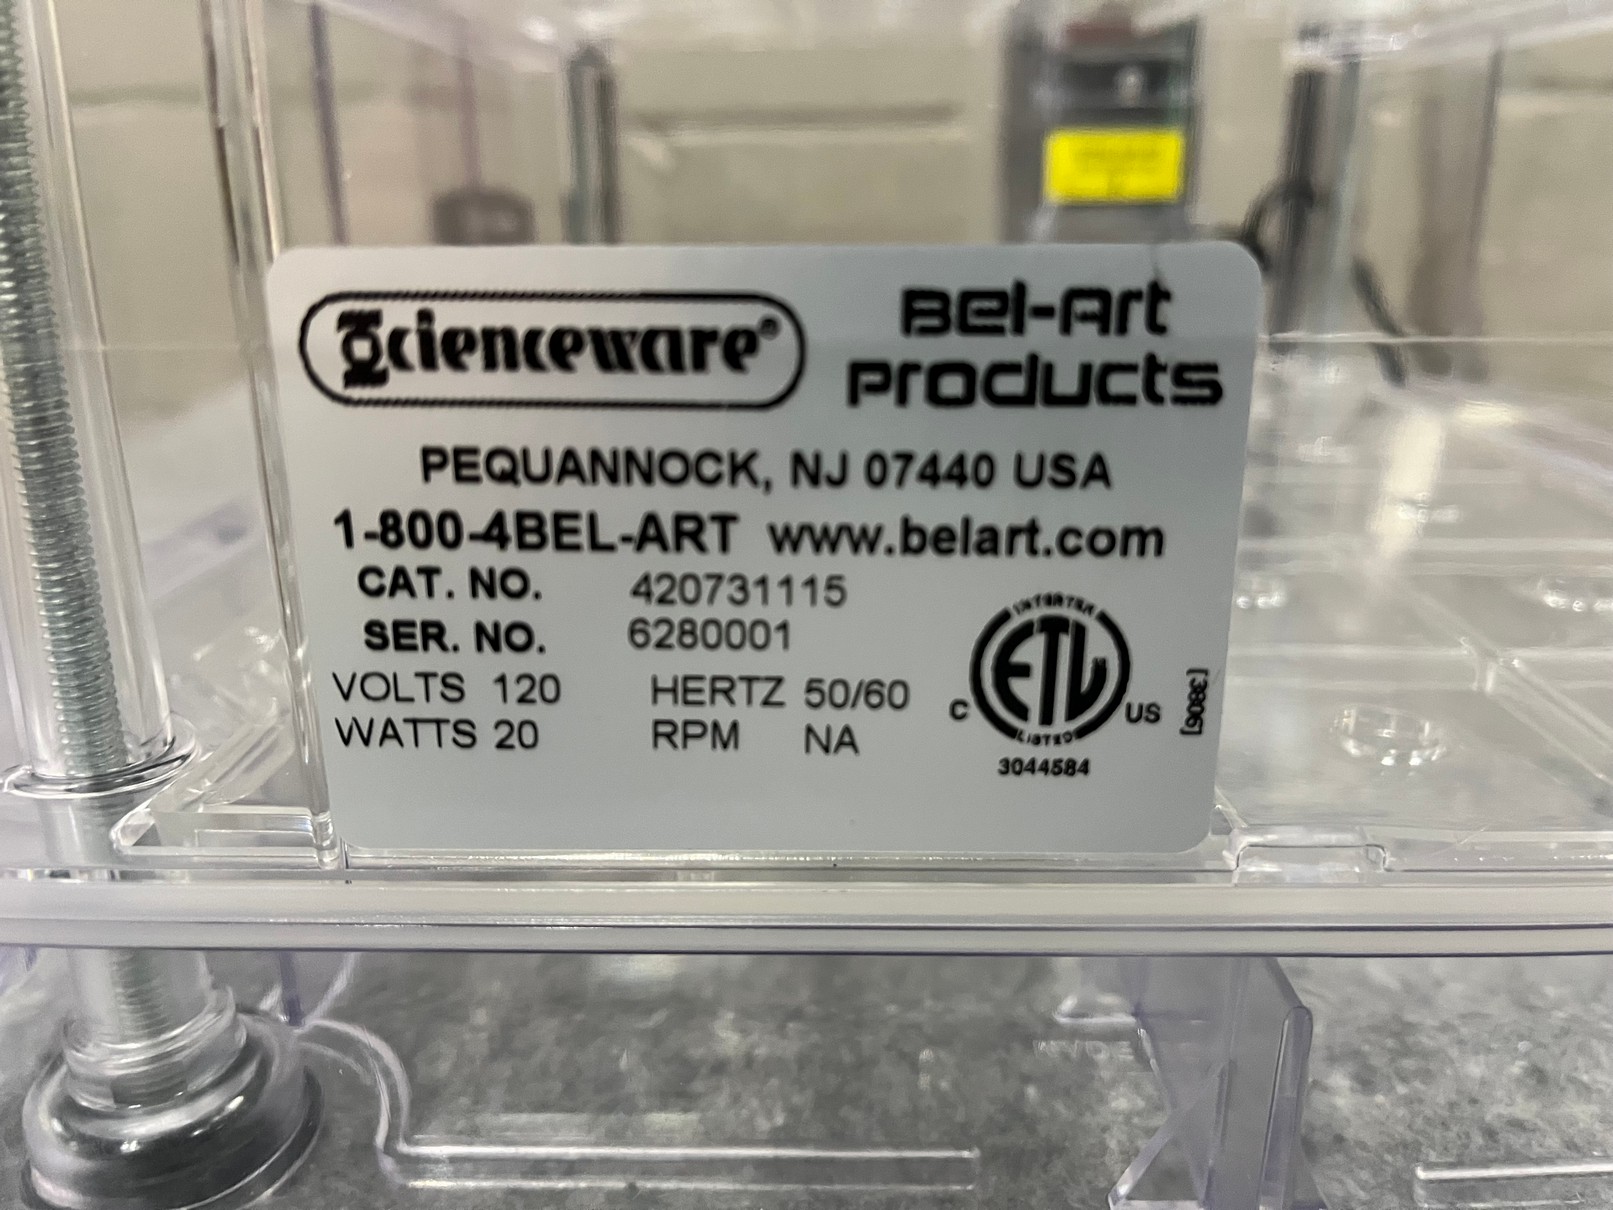 Scienceware®
Bel-Art
Products
PEQUANNOCK, NJ 07440 USA
1-800-4BEL-ART www.belart.com
CAT. NO. 420731115
SER. NO. 6280001
VOLTS 120 HERTZ 50/60
WATTS 20 RPM NA
INTERTEK
ETL
C US
LISTED
3044584
[3806]